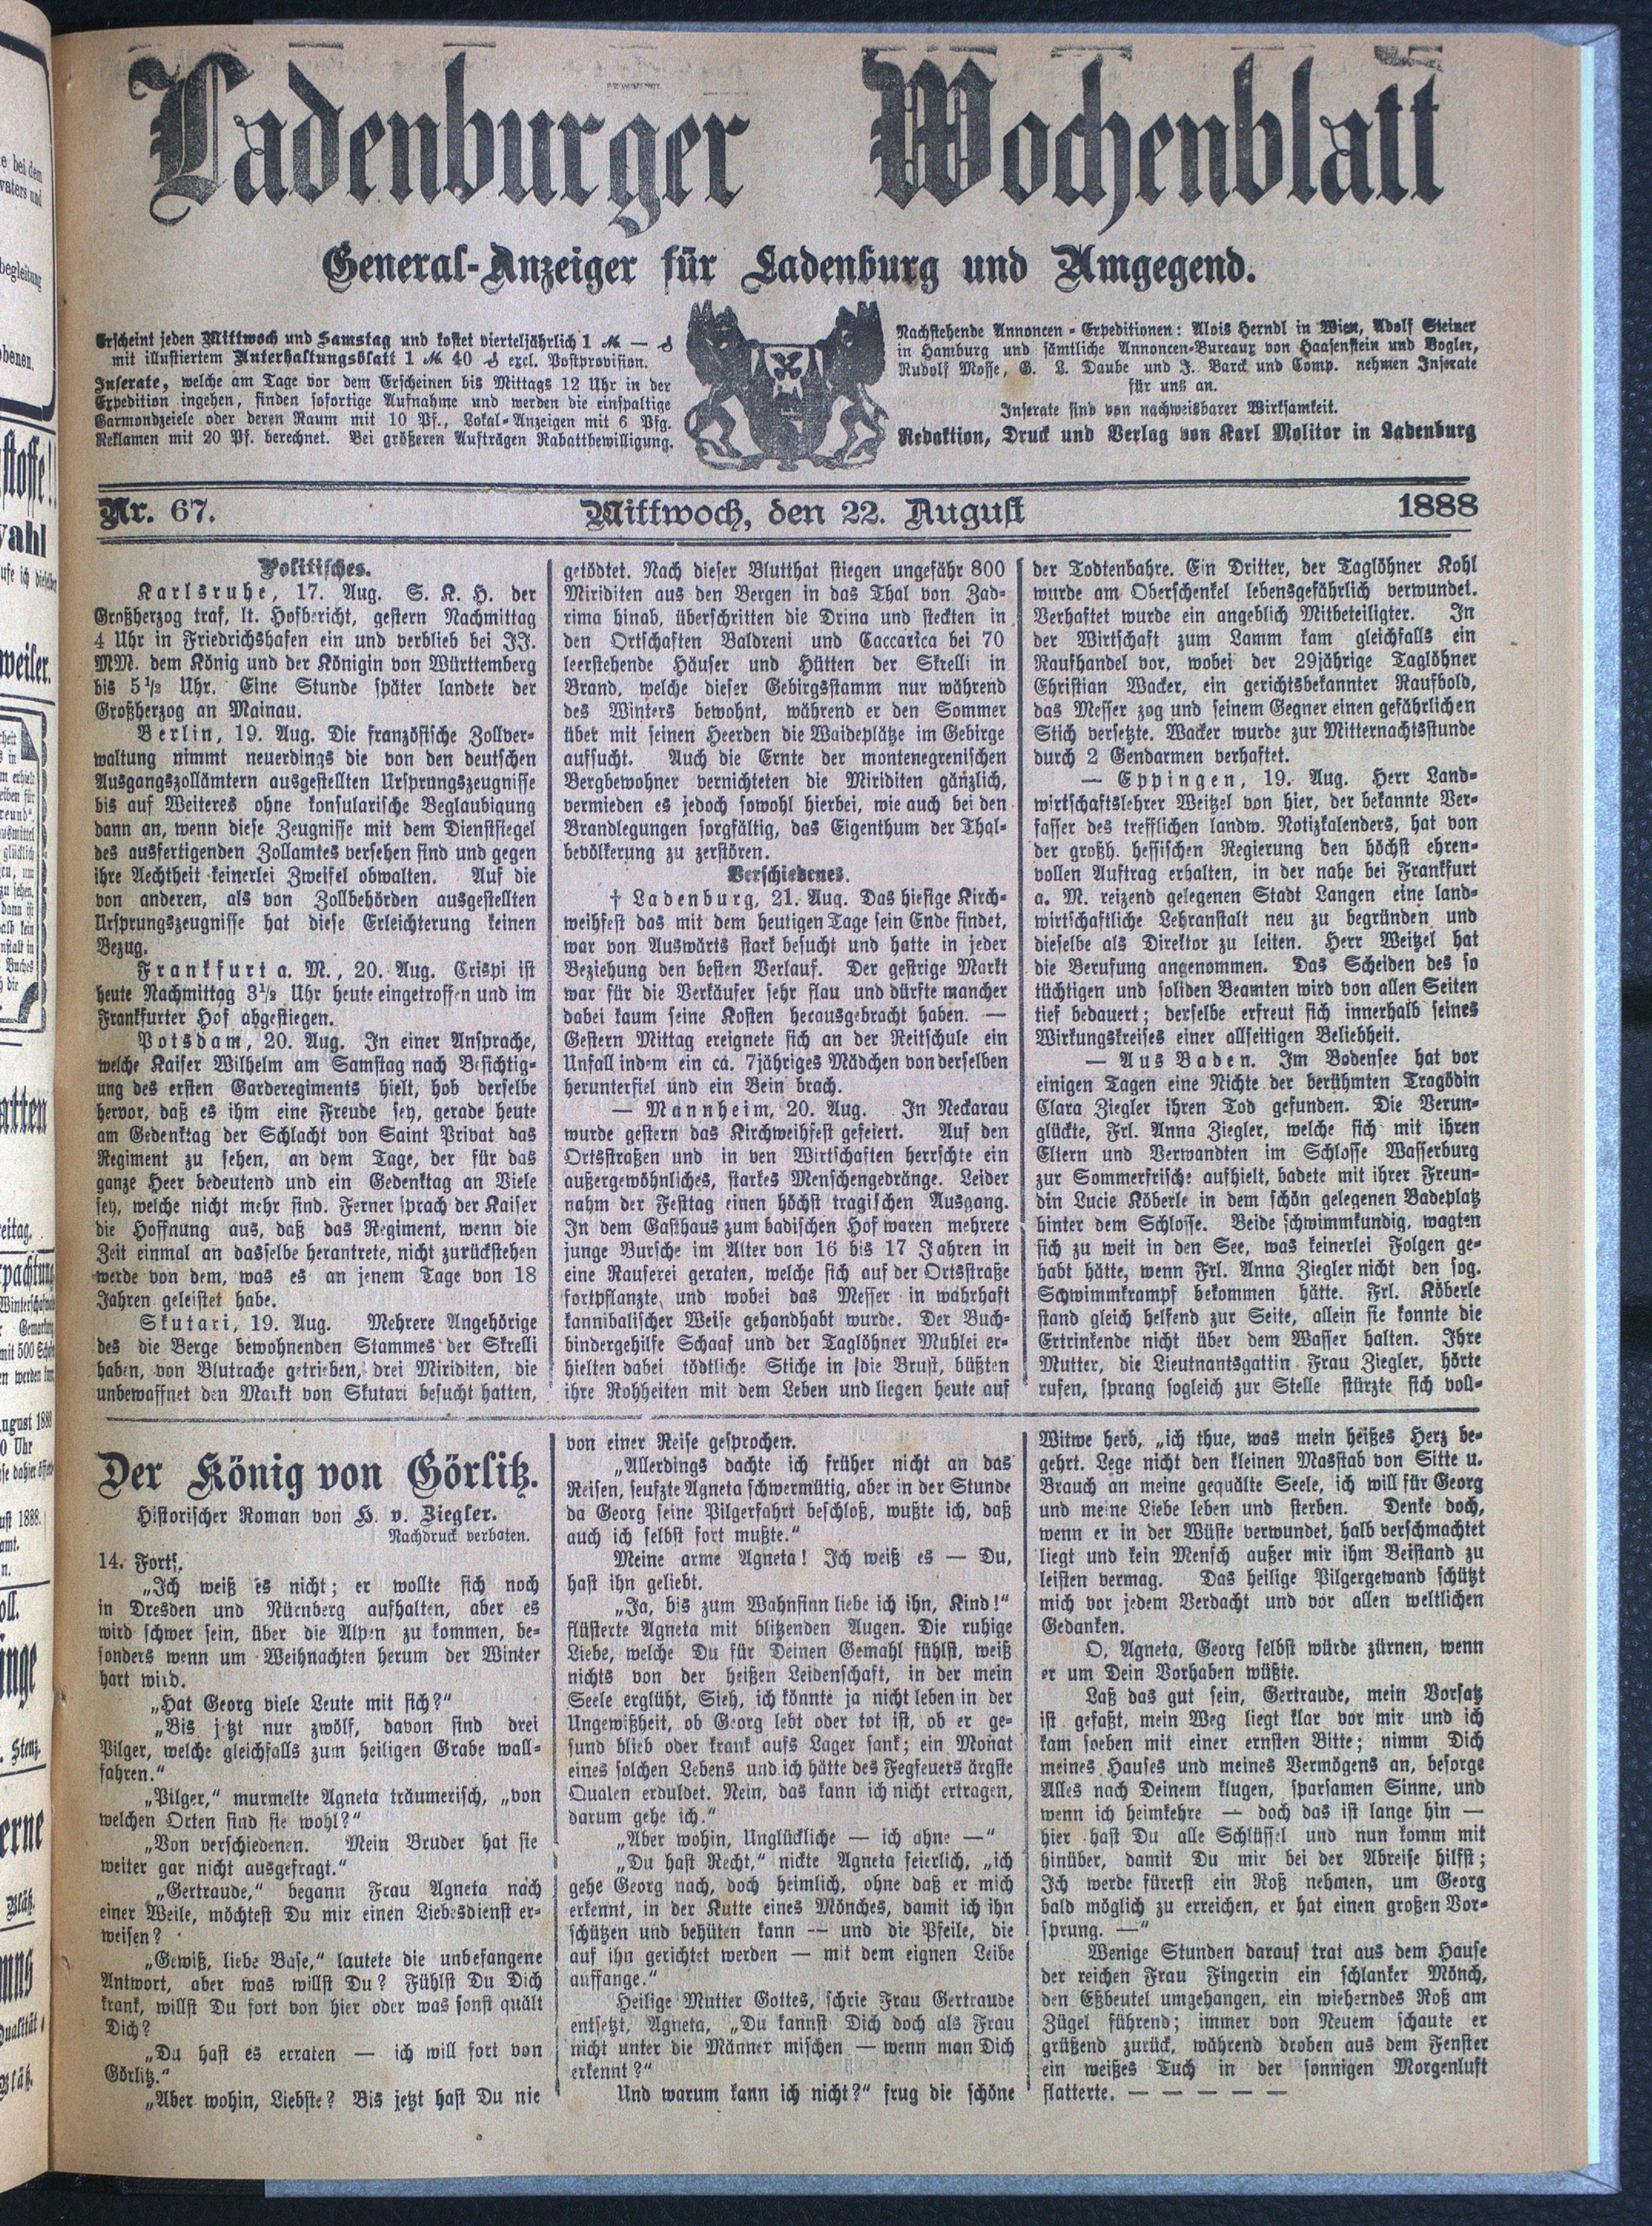 Ladenburger Wochenblatt
General-Anzeiger für Ladenburg und Umgegend.
Erscheint jeden Mittwoch und Samstag und kostet vierteljährlich 1 ℳ — ₰
mit illustriertem Unterhaltungsblatt 1 ℳ 40 ₰ excl. Postprovision.
Inserate, welche am Tage vor dem Erscheinen bis Mittags 12 Uhr in der
Expedition ingehen, finden sofortige Aufnahme und werden die einspaltige
Garmondzeiele oder deren Raum mit 10 Pf., Lokal-Anzeigen mit 6 Pfg.
Reklamen mit 20 Pf. berechnet. Bei größeren Aufträgen Rabattbewilligung.
Nachstehende Annoncen-Expeditionen: Alois Herndl in Wien, Adolf Steiner
in Hamburg und sämtliche Annoncen-Bureaux von Haasenstein und Vogler,
Rudolf Mosse, G. L. Daube und J. Barck und Comp. nehmen Inserate
für uns an.
Inserate sind von nachweisbarer Wirksamkeit.
Redaktion, Druck und Verlag von Karl Molitor in Ladenburg
Nr. 67. Mittwoch, den 22. August 1888
Politisches.
Karlsruhe, 17. Aug. S. K. H. der
Großherzog traf, lt. Hofbericht, gestern Nachmittag
4 Uhr in Friedrichshafen ein und verblieb bei JJ.
MM. dem König und der Königin von Württemberg
bis 5½ Uhr. Eine Stunde später landete der
Großherzog an Mainau.
Berlin, 19. Aug. Die französische Zollver-
waltung nimmt neuerdings die von den deutschen
Ausgangszollämtern ausgestellten Ursprungszeugnisse
bis auf Weiteres ohne konsularische Beglaubigung
dann an, wenn diese Zeugnisse mit dem Dienstsiegel
des ausfertigenden Zollamtes versehen sind und gegen
ihre Aechtheit keinerlei Zweifel obwalten. Auf die
von anderen, als von Zollbehörden ausgestellten
Ursprungszeugnisse hat diese Erleichterung keinen
Bezug.
Frankfurt a. M., 20. Aug. Crispi ist
heute Nachmittag 3½ Uhr heute eingetroffen und im
Frankfurter Hof abgestiegen.
Potsdam, 20. Aug. In einer Ansprache,
welche Kaiser Wilhelm am Samstag nach Besichtig-
ung des ersten Garderegiments hielt, hob derselbe
hervor, daß es ihm eine Freude sey, gerade heute
am Gedenktag der Schlacht von Saint Privat das
Regiment zu sehen, an dem Tage, der für das
ganze Heer bedeutend und ein Gedenktag an Viele
sey, welche nicht mehr sind. Ferner sprach der Kaiser
die Hoffnung aus, daß das Regiment, wenn die
Zeit einmal an dasselbe herantrete, nicht zurückstehen
werde von dem, was es an jenem Tage von 18
Jahren geleistet habe.
Skutari, 19. Aug. Mehrere Angehörige
des die Berge bewohnenden Stammes der Skrelli
haben, von Blutrache getrieben, drei Miriditen, die
unbewaffnet den Markt von Skutari besucht hatten,
getödtet. Nach dieser Blutthat stiegen ungefähr 800
Miriditen aus den Bergen in das Thal von Zad-
rima hinab, überschritten die Drina und steckten in
den Ortschaften Baldreni und Caccarica bei 70
leerstehende Häuser und Hütten der Skrelli in
Brand, welche dieser Gebirgsstamm nur während
des Winters bewohnt, während er den Sommer
übet mit seinen Heerden die Waideplätze im Gebirge
aufsucht. Auch die Ernte der montenegrischen
Bergbewohner vernichteten die Miriditen gänzlich,
vermieden es jedoch sowohl hierbei, wie auch bei den
Brandlegungen sorgfältig, das Eigenthum der Thal-
bevölkerung zu zerstören.
Verschiedenes.
† Ladenburg, 21. Aug. Das hiesige Kirch-
weihfest das mit dem heutigen Tage sein Ende findet,
war von Auswärts stark besucht und hatte in jeder
Beziehung den besten Verlauf. Der gestrige Markt
war für die Verkäufer sehr flau und dürfte mancher
dabei kaum seine Kosten herausgebracht haben. —
Gestern Mittag ereignete sich an der Reitschule ein
Unfall indem ein ca. 7jähriges Mädchen von derselben
herunterfiel und ein Bein brach.
— Mannheim, 20. Aug. In Neckarau
wurde gestern das Kirchweihfest gefeiert. Auf den
Ortsstraßen und in ven Wirtschaften herrschte ein
außergewöhnliches, starkes Menschengedränge. Leider
nahm der Festtag einen höchst tragischen Ausgang.
In dem Gasthaus zum badischen Hof waren mehrere
junge Bursche im Alter von 16 bis 17 Jahren in
eine Rauferei geraten, welche sich auf der Ortsstraße
fortpflanzte, und wobei das Messer in wahrhaft
kannibalischer Weise gehandhabt wurde. Der Buch-
bindergehilfe Schaaf und der Taglöhner Muhlei er-
hielten dabei tödtliche Stiche in die Brust, büßten
ihre Rohheiten mit dem Leben und liegen heute auf
der Todtenbahre. Ein Dritter, der Taglöhner Kohl
wurde am Oberschenkel lebensgefährlich verwundet.
Verhaftet wurde ein angeblich Mitbeteiligter. In
der Wirtschaft zum Lamm kam gleichfalls ein
Raufhandel vor, wobei der 29jährige Taglöhner
Christian Wacker, ein gerichtsbekannter Raufbold,
das Messer zog und seinem Gegner einen gefährlichen
Stich versetzte. Wacker wurde zur Mitternachtsstunde
durch 2 Gendarmen verhaftet.
— Eppingen, 19. Aug. Herr Land-
wirtschaftslehrer Weitzel von hier, der bekannte Ver-
fasser des trefflichen landw. Notizkalenders, hat von
der großh. hessischen Regierung den höchst ehren-
vollen Auftrag erhalten, in der nahe bei Frankfurt
a. M. reizend gelegenen Stadt Langen eine land-
wirtschaftliche Lehranstalt neu zu begründen und
dieselbe als Direktor zu leiten. Herr Weitzel hat
die Berufung angenommen. Das Scheiden des so
tüchtigen und soliden Beamten wird von allen Seiten
tief bedauert; derselbe erfreut sich innerhalb seines
Wirkungskreises einer allseitigen Beliebheit.
— Aus Baden. Im Bodensee hat vor
einigen Tagen eine Nichte der berühmten Tragödin
Clara Ziegler ihren Tod gefunden. Die Verun-
glückte, Frl. Anna Ziegler, welche sich mit ihren
Eltern und Verwandten im Schlosse Wasserburg
zur Sommerfrische aufhielt, badete mit ihrer Freun-
din Lucie Köberle in dem schön gelegenen Badeplatz
hinter dem Schlosse. Beide schwimmkundig, wagten
sich zu weit in den See, was keinerlei Folgen ge-
habt hätte, wenn Frl. Anna Ziegler nicht den sog.
Schwimmkrampf bekommen hätte. Frl. Köberle
stand gleich helfend zur Seite, allein sie konnte die
Ertrinkende nicht über dem Wasser halten. Ihre
Mutter, die Lieutnantsgattin Frau Ziegler, hörte
rufen, sprang sogleich zur Stelle stürzte sich voll-
Der König von Görlitz.
Historischer Roman von H. v. Ziegler.
Nachdruck verbaten.
14. Forts.
„Ich weiß es nicht; er wollte sich noch
in Dresden und Nürnberg aufhalten, aber es
wird schwer sein, über die Alpen zu kommen, be-
sonders wenn um Weihnachten herum der Winter
hart wird.
„Hat Georg viele Leute mit sich?“
„Bis jetzt nur zwölf, davon sind drei
Pilger, welche gleichfalls zum heiligen Grabe wall-
fahren.“
„Pilger,“ murmelte Agneta träumerisch, „von
welchen Orten sind sie wohl?“
„Von verschiedenen. Mein Bruder hat sie
weiter gar nicht ausgefragt.“
„Gertraude,“ begann Frau Agneta nach
einer Weile, möchtest Du mir einen Liebesdienst er-
weisen?
„Gewiß, liebe Base,“ lautete die unbefangene
Antwort, aber was willst Du? Fühlst Du Dich
krank, willst Du fort von hier oder was sonst quält
Dich?
„Du hast es erraten — ich will fort von
Görlitz.“
„Aber wohin, Liebste? Bis jetzt hast Du nie
von einer Reise gesprochen.
„Allerdings dachte ich früher nicht an das
Reisen, seufzte Agneta schwermütig, aber in der Stunde
da Georg seine Pilgerfahrt beschloß, wußte ich, daß
auch ich selbst fort mußte.“
Meine arme Agneta! Ich weiß es — Du,
hast ihn geliebt.
„Ja, bis zum Wahnsinn liebe ich ihn, Kind!“
flüsterte Agneta mit blitzenden Augen. Die ruhige
Liebe, welche Du für Deinen Gemahl fühlst, weiß
nichts von der heißen Leidenschaft, in der mein
Seele erglüht, Sieh, ich könnte ja nicht leben in der
Ungewißheit, ob Georg lebt oder tot ist, ob er ge-
sund blieb oder krank aufs Lager sank; ein Monat
eines solchen Lebens und ich hätte des Fegfeuers ärgste
Qualen erduldet. Nein, das kann ich nicht ertragen,
darum gehe ich.“
„Aber wohin, Unglückliche — ich ahne —“
„Du hast Recht,“ nickte Agneta feierlich, „ich
gehe Georg nach, doch heimlich, ohne daß er mich
erkennt, in der Kutte eines Mönches, damit ich ihn
schützen und behüten kann — und die Pfeile, die
auf ihn gerichtet werden — mit dem eignen Leibe
auffange.“
Heilige Mutter Gottes, schrie Frau Gertraude
entsetzt, Agneta, „Du kannst Dich doch als Frau
nicht unter die Männer mischen — wenn man Dich
erkennt?“
Und warum kann ich nicht?“ frug die schöne
Witwe herb, „ich thue, was mein heißes Herz be-
gehrt. Lege nicht den kleinen Masstab von Sitte u.
Brauch an meine gequälte Seele, ich will für Georg
und meine Liebe leben und sterben. Denke doch,
wenn er in der Wüste verwundet, halb verschmachtet
liegt und kein Mensch außer mir ihm Beistand zu
leisten vermag. Das heilige Pilgergewand schützt
mich vor jedem Verdacht und vor allen weltlichen
Gedanken.
O, Agneta, Georg selbst würde zürnen, wenn
er um Dein Vorhaben wüßte.
Laß das gut sein, Gertraude, mein Vorsatz
ist gefaßt, mein Weg liegt klar vor mir und ich
kam soeben mit einer ernsten Bitte; nimm Dich
meines Hauses und meines Vermögens an, besorge
Alles nach Deinem klugen, sparsamen Sinne, und
wenn ich heimkehre — doch das ist lange hin —
hier hast Du alle Schlüssel und nun komm mit
hinüber, damit Du mir bei der Abreise hilfst;
Ich werde fürerst ein Roß nehmen, um Georg
bald möglich zu erreichen, er hat einen großen Vor-
sprung. —“
Wenige Stunden darauf trat aus dem Hause
der reichen Frau Fingerin ein schlanker Mönch,
den Eßbeutel umgehangen, ein wieherndes Roß am
Zügel führend; immer von Neuem schaute er
grüßend zurück, während droben aus dem Fenster
ein weißes Tuch in der sonnigen Morgenluft
flatterte. — — — — —